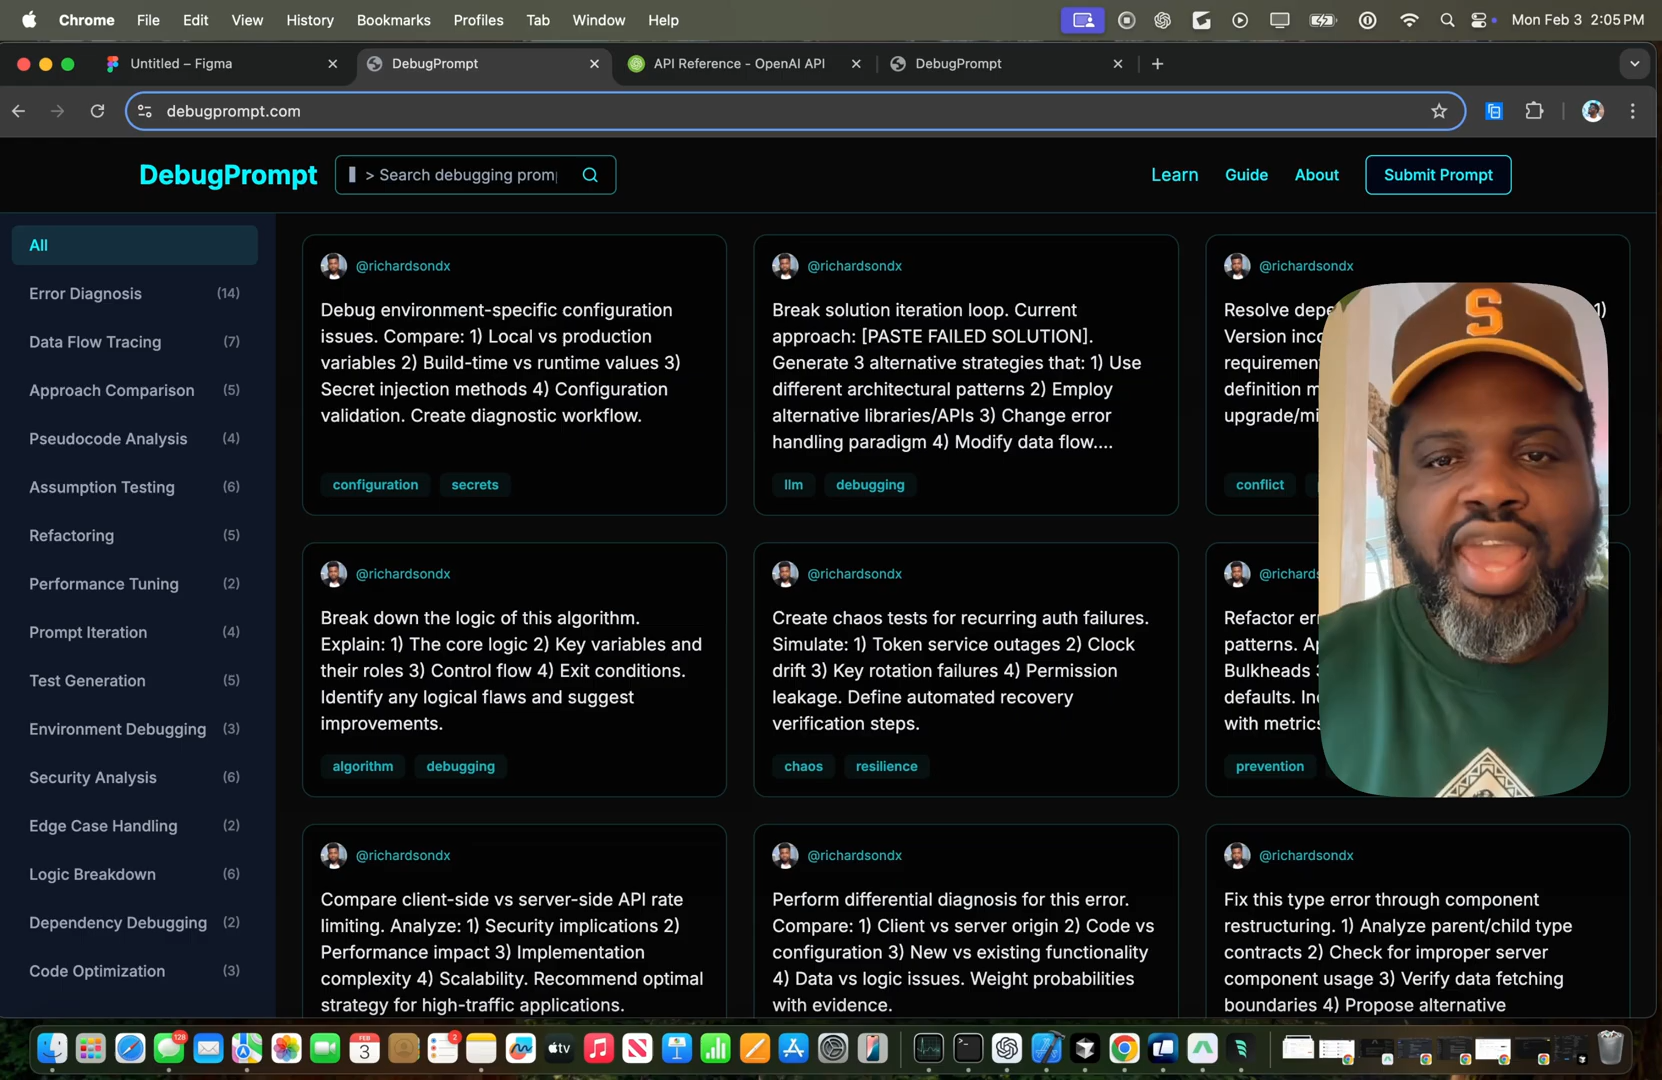 Chrome File Edit View History Bookmarks Profiles Tab Window Help Mon Feb 3 2:05 PM
Untitled – Figma DebugPrompt API Reference - OpenAI API DebugPrompt
debugprompt.com
DebugPrompt > Search debugging prom Learn Guide About Submit Prompt
All
Error Diagnosis (14)
Data Flow Tracing (7)
Approach Comparison (5)
Pseudocode Analysis (4)
Assumption Testing (6)
Refactoring (5)
Performance Tuning (2)
Prompt Iteration (4)
Test Generation (5)
Environment Debugging (3)
Security Analysis (6)
Edge Case Handling (2)
Logic Breakdown (6)
Dependency Debugging (2)
Code Optimization (3)
@richardsondx
Debug environment-specific configuration
issues. Compare: 1) Local vs production
variables 2) Build-time vs runtime values 3)
Secret injection methods 4) Configuration
validation. Create diagnostic workflow.
configuration secrets
@richardsondx
Break solution iteration loop. Current
approach: [PASTE FAILED SOLUTION].
Generate 3 alternative strategies that: 1) Use
different architectural patterns 2) Employ
alternative libraries/APIs 3) Change error
handling paradigm 4) Modify data flow....
llm debugging
@richardsondx
Resolve 1)
Version
definition
conflict
@richardsondx
Break down the logic of this algorithm.
Explain: 1) The core logic 2) Key variables and
their roles 3) Control flow 4) Exit conditions.
Identify any logical flaws and suggest
improvements.
algorithm debugging
@richardsondx
Create chaos tests for recurring auth failures.
Simulate: 1) Token service outages 2) Clock
drift 3) Key rotation failures 4) Permission
leakage. Define automated recovery
verification steps.
chaos resilience
Refactor
patterns.
Bulkheads
defaults.
with
prevention
S
@richardsondx
Compare client-side vs server-side API rate
limiting. Analyze: 1) Security implications 2)
Performance impact 3) Implementation
complexity 4) Scalability. Recommend optimal
strategy for high-traffic applications.
@richardsondx
Perform differential diagnosis for this error.
Compare: 1) Client vs server origin 2) Code vs
configuration 3) New vs existing functionality
4) Data vs logic issues. Weight probabilities
with evidence.
@richardsondx
Fix this type error through component
restructuring. 1) Analyze parent/child type
contracts 2) Check for improper server
component usage 3) Verify data fetching
boundaries 4) Propose alternative
128
FEB
3
2
tv